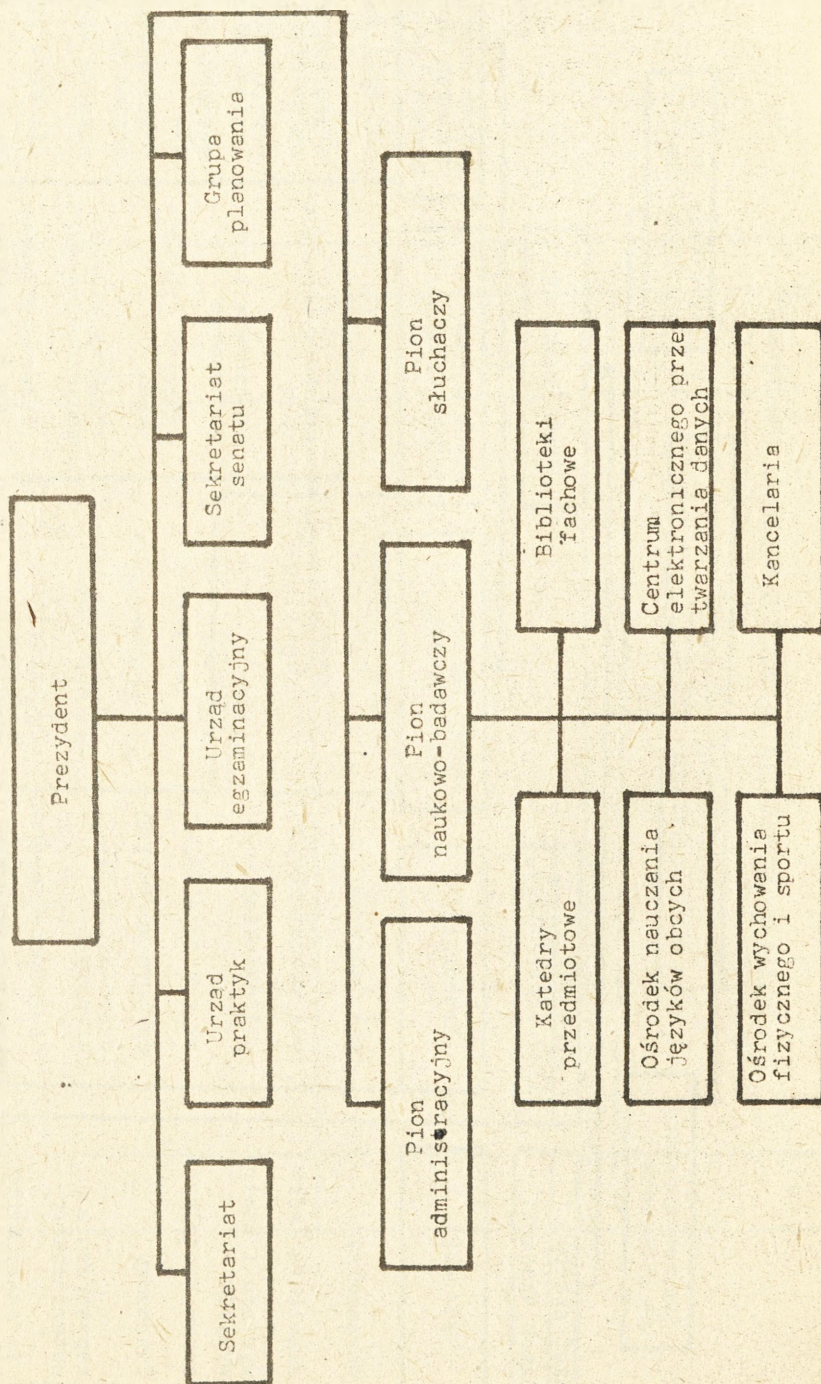 Prezydent
Sekretariat
Urząd
praktyk
Urząd
egzaminacyjny
Sekretariat
senatu
Grupa
planowania
Pion
administracyjny
Pion
naukowo-badawczy
Pion
słuchaczy
Katedry
przedmiotowe
Biblioteki
fachowe
Ośrodek nauczania
języków obcych
Centrum
elektronicznego prze
twarzania danych
Ośrodek wychowania
fizycznego i sportu
Kancelaria